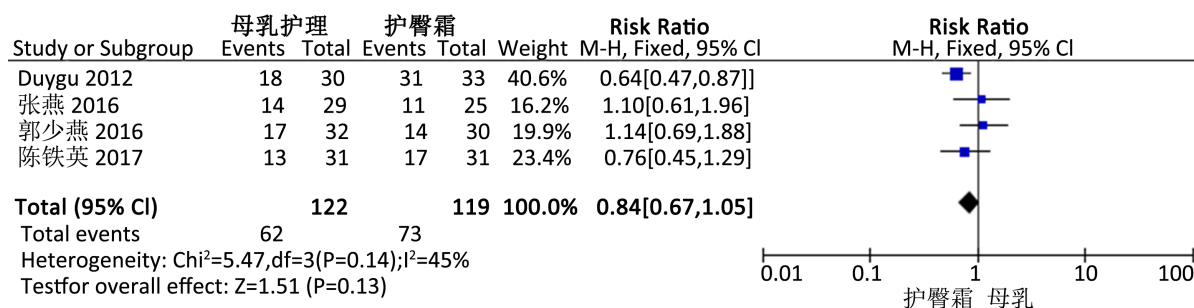 母乳护理 护臀霜 Risk Ratio Risk Ratio
Study or Subgroup Events Total Events Total Weight M-H, Fixed, 95% CI M-H, Fixed, 95% CI
Duygu 2012 18 30 31 33 40.6% 0.64[0.47,0.87]]
张燕 2016 14 29 11 25 16.2% 1.10[0.61,1.96]
郭少燕 2016 17 32 14 30 19.9% 1.14[0.69,1.88]
陈铁英 2017 13 31 17 31 23.4% 0.76[0.45,1.29]
Total (95% CI) 122 119 100.0% 0.84[0.67,1.05]
Total events 62 73
Heterogeneity: Chi²=5.47,df=3(P=0.14);I²=45%
Testfor overall effect: Z=1.51 (P=0.13)
0.01 0.1 1 10 100
护臀霜 母乳